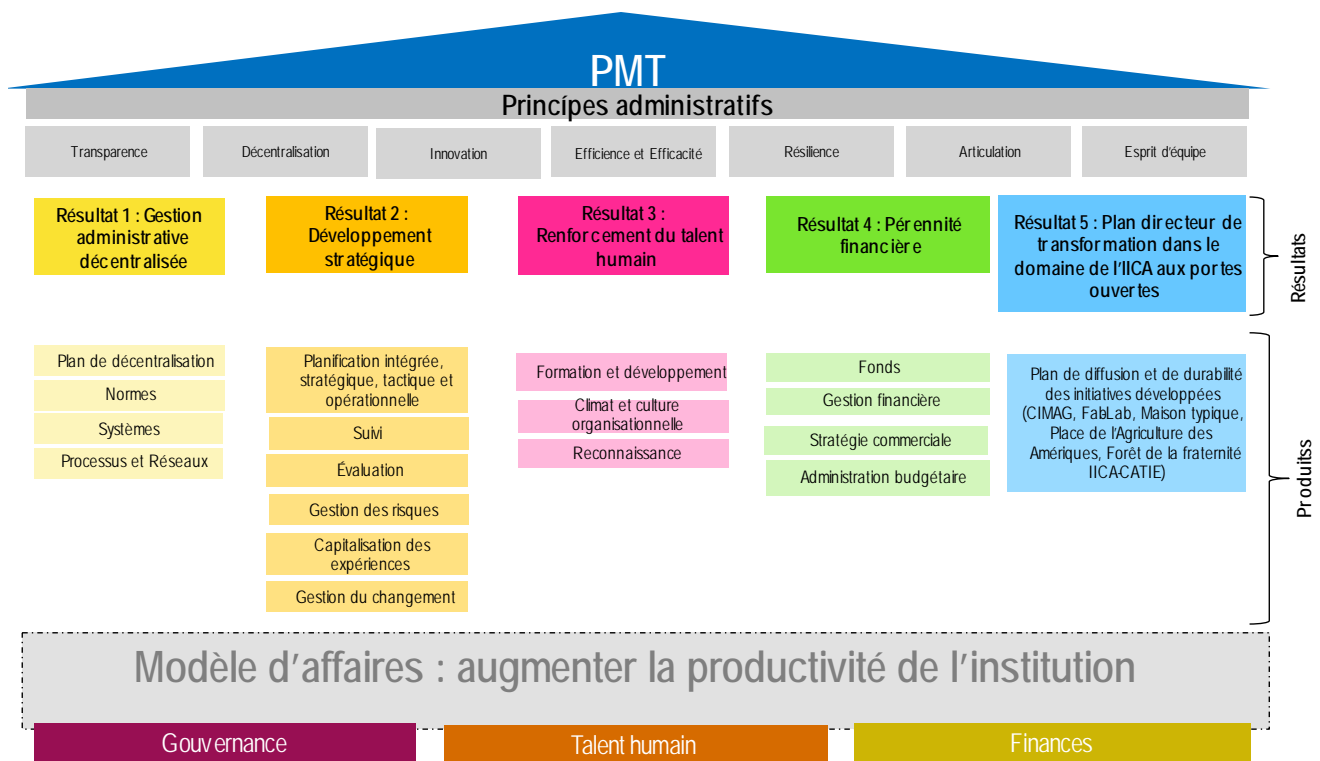 PMT
Princípes administratifs
Transparence
Décentralisation
Innovation
Efficience et Efficacité
Résilience
Articulation
Esprit d'équipe
Résultat 1 : Gestion
administrative
décentralisée
Résultat 2 :
Développement
stratégique
Résultat 3 :
Renforcement du talent
humain
Résultat 4 : Pérennité
financière
Résultat 5 : Plan directeur de
transformation dans le
domaine de l'IICA aux portes
ouvertes
Résultats
Plan de décentralisation
Normes
Systèmes
Processus et Réseaux
Planification intégrée,
stratégique, tactique et
opérationnelle
Suivi
Évaluation
Gestion des risques
Capitalisation des
expériences
Gestion du changement
Formation et développement
Climat et culture
organisationnelle
Reconnaissance
Fonds
Gestion financière
Stratégie commerciale
Administration budgétaire
Plan de diffusion et de durabilité
des initiatives développées
(CIMAG, FabLab, Maison typique,
Place de l'Agriculture des
Amériques, Forêt de la fraternité
IICA-CATIE)
Produitss
Modèle d'affaires : augmenter la productivité de l'institution
Gouvernance
Talent humain
Finances